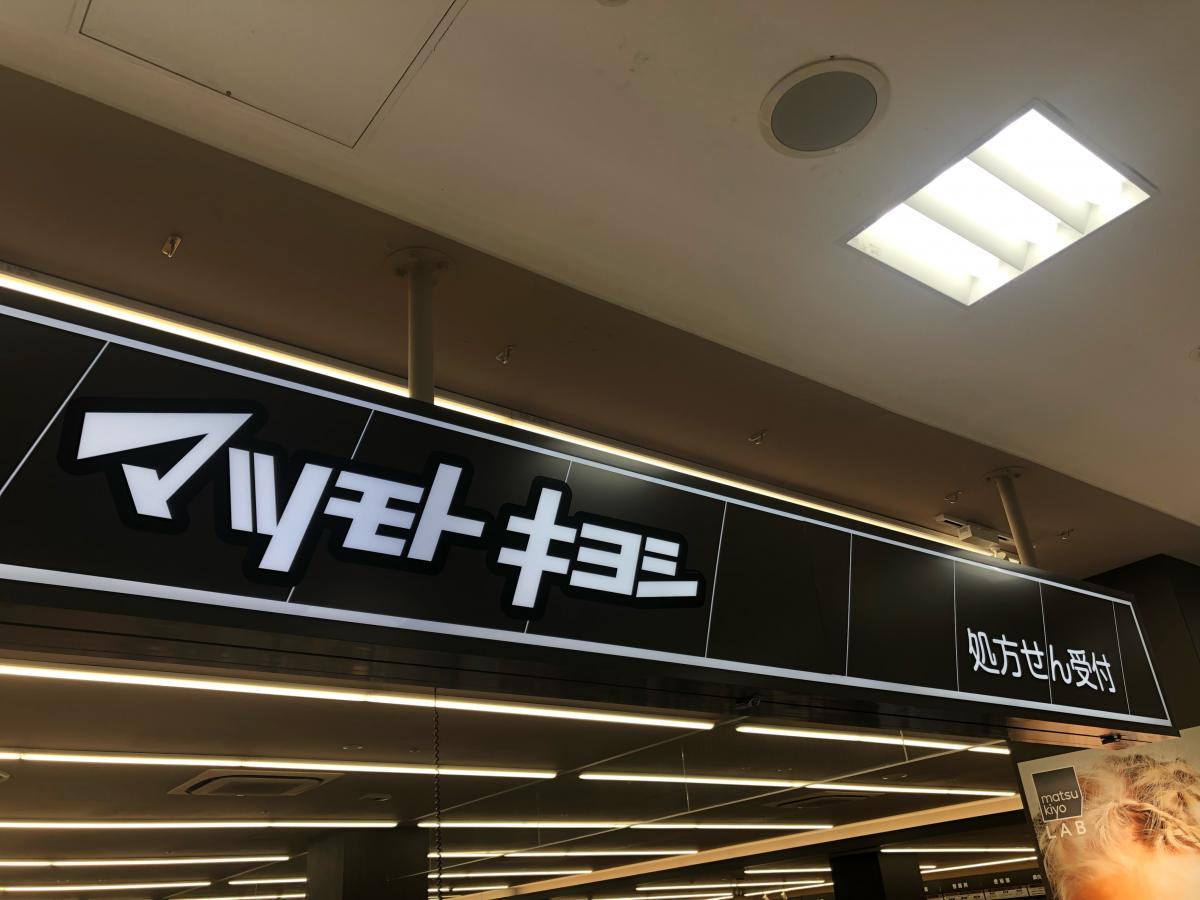 マツモトキヨシ
処方せん受付
matsu
kiyo
LAB